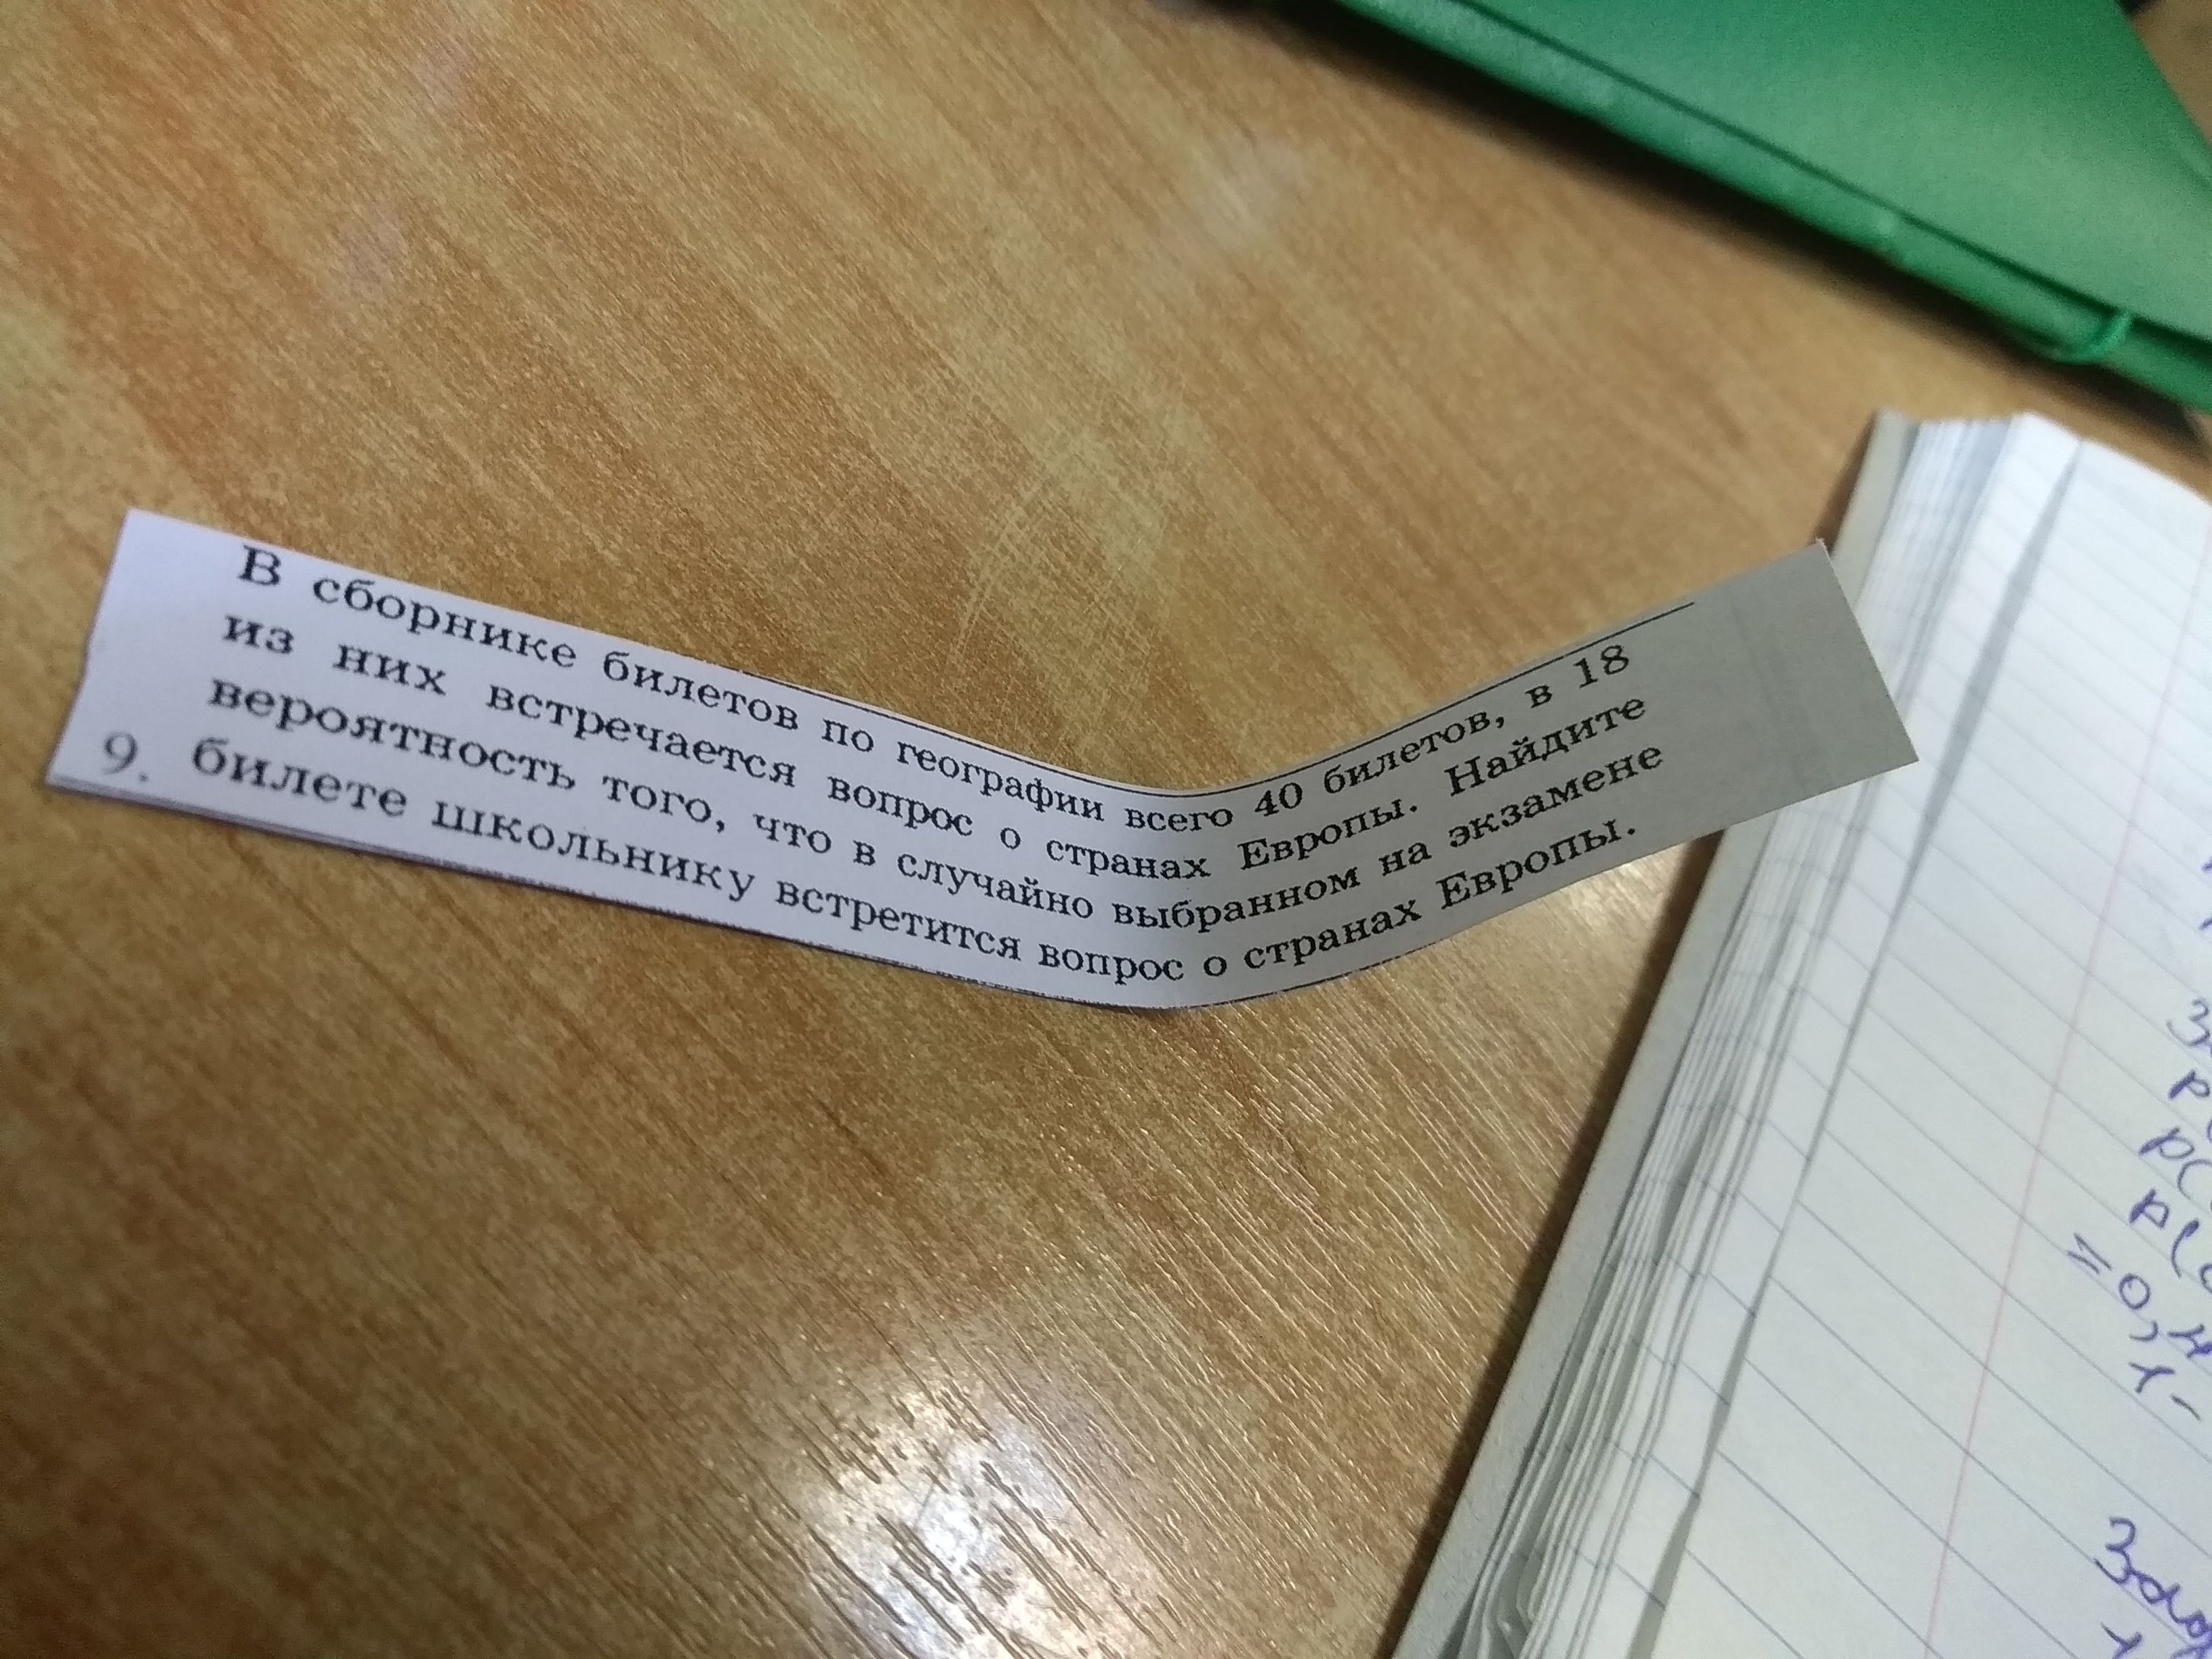 В сборнике билетов по географии всего 40 билетов, в 18
из них встречается вопрос о странах Европы. Найдите
вероятность того, что в случайно выбранном на экзамене
9. билете школьнику встретится вопрос о странах Европы.
= 0,